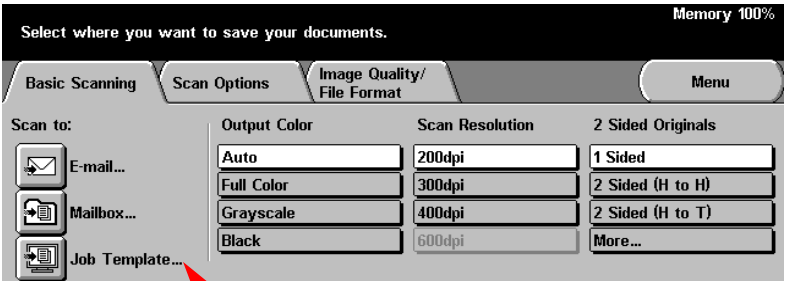 Memory 100%
Select where you want to save your documents.
Basic Scanning
Scan Options
Image Quality/
File Format
Menu
Scan to:
E-mail...
Mailbox...
Job Template...
Output Color
Auto
Full Color
Grayscale
Black
Scan Resolution
200dpi
300dpi
400dpi
600dpi
2 Sided Originals
1 Sided
2 Sided (H to H)
2 Sided (H to T)
More...